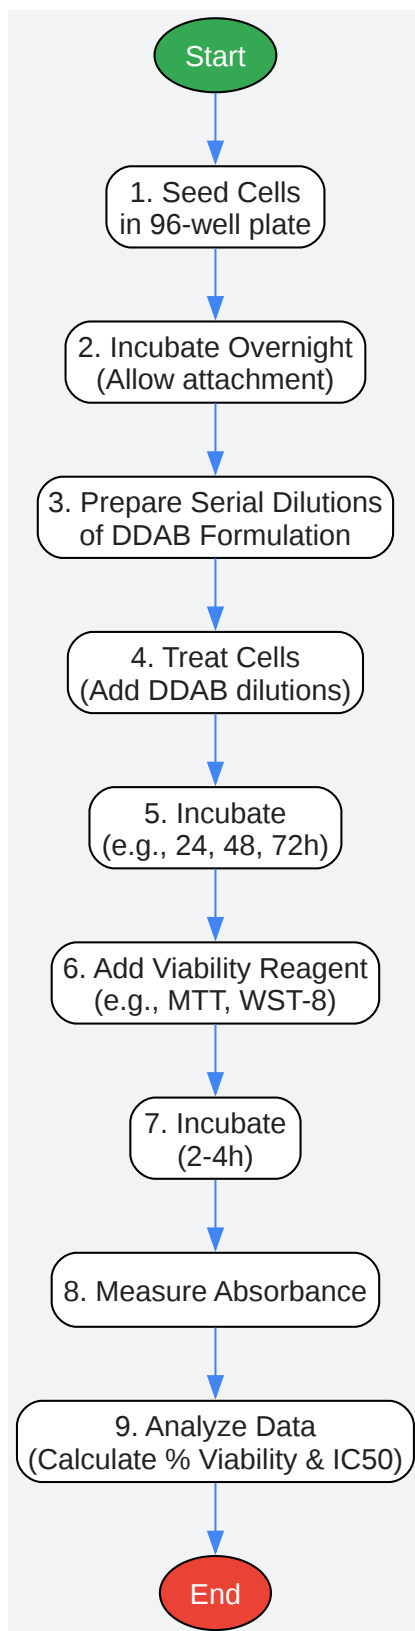 Start
1. Seed Cells
in 96-well plate
2. Incubate Overnight
(Allow attachment)
3. Prepare Serial Dilutions
of DDAB Formulation
4. Treat Cells
(Add DDAB dilutions)
5. Incubate
(e.g., 24, 48, 72h)
6. Add Viability Reagent
(e.g., MTT, WST-8)
7. Incubate
(2-4h)
8. Measure Absorbance
9. Analyze Data
(Calculate % Viability & IC50)
End